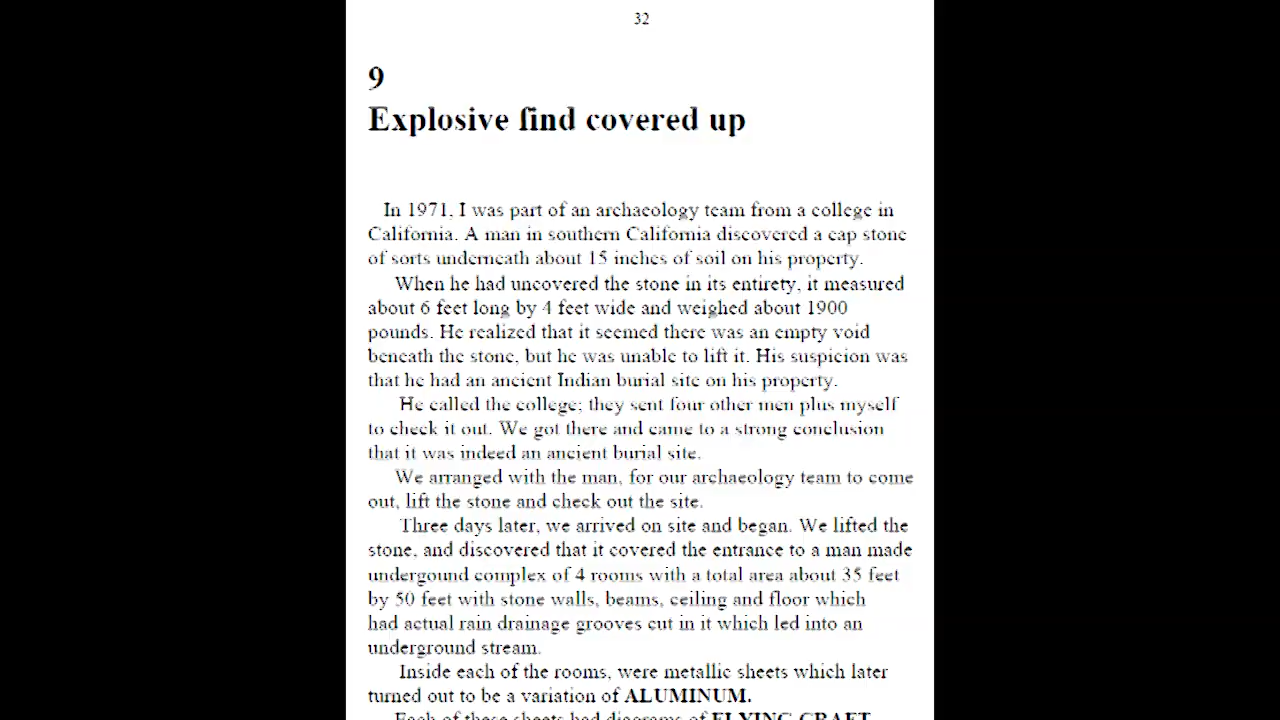 32
9
Explosive find covered up
In 1971, I was part of an archaeology team from a college in
California. A man in southern California discovered a cap stone
of sorts underneath about 15 inches of soil on his property.
When he had uncovered the stone in its entirety, it measured
about 6 feet long by 4 feet wide and weighed about 1900
pounds. He realized that it seemed there was an empty void
beneath the stone, but he was unable to lift it. His suspicion was
that he had an ancient Indian burial site on his property.
He called the college; they sent four other men plus myself
to check it out. We got there and came to a strong conclusion
that it was indeed an ancient burial site.
We arranged with the man, for our archaeology team to come
out, lift the stone and check out the site.
Three days later, we arrived on site and began. We lifted the
stone, and discovered that it covered the entrance to a man made
undergound complex of 4 rooms with a total area about 35 feet
by 50 feet with stone walls, beams, ceiling and floor which
had actual rain drainage grooves cut in it which led into an
underground stream.
Inside each of the rooms, were metallic sheets which later
turned out to be a variation of ALUMINUM.
Each of these sheets had diagrams of FLYING CRAFT